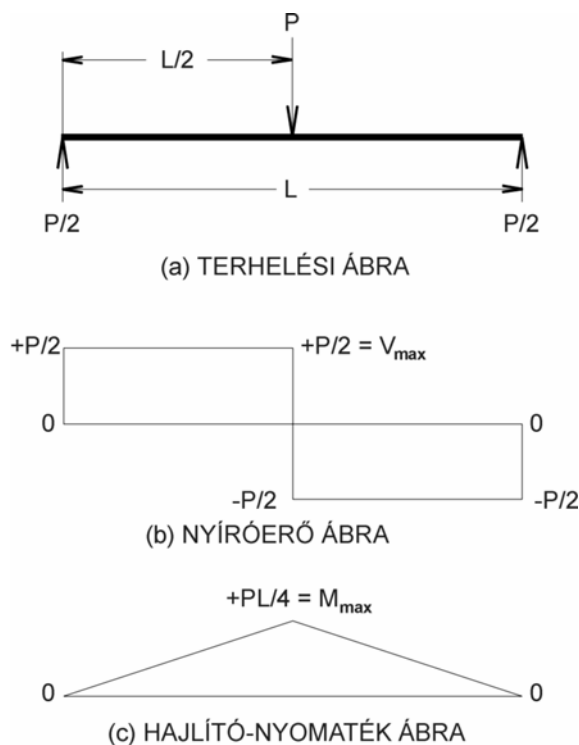 P
L/2
L
P/2 P/2
(a) TERHELÉSI ÁBRA
+P/2 +P/2 = Vmax
0 0
-P/2 -P/2
(b) NYÍRÓERŐ ÁBRA
+PL/4 = Mmax
0 0
(c) HAJLÍTÓ-NYOMATÉK ÁBRA